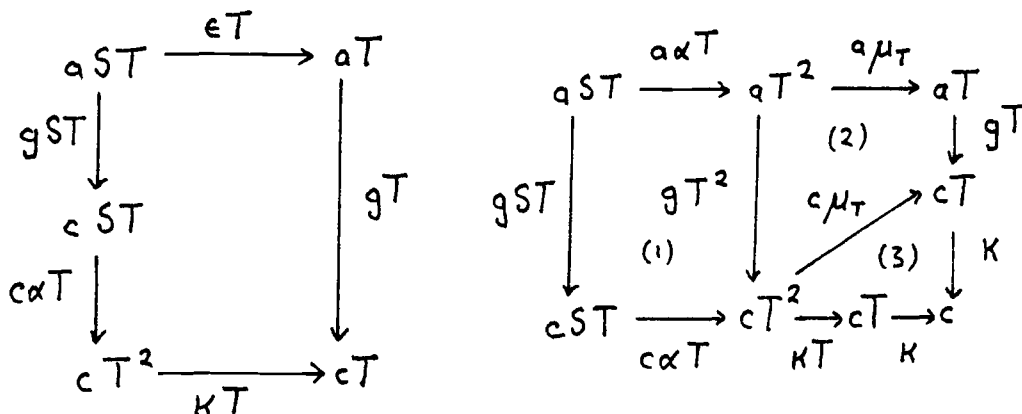 ϵT
aST aT
gST
cST
gT
cαT
cT² cT
κT
aαT aμ_T
aST aT² aT
(2) gT
gST gT² cμ_T cT
(1) (3) κ
cST cT² cT c
cαT κT κ